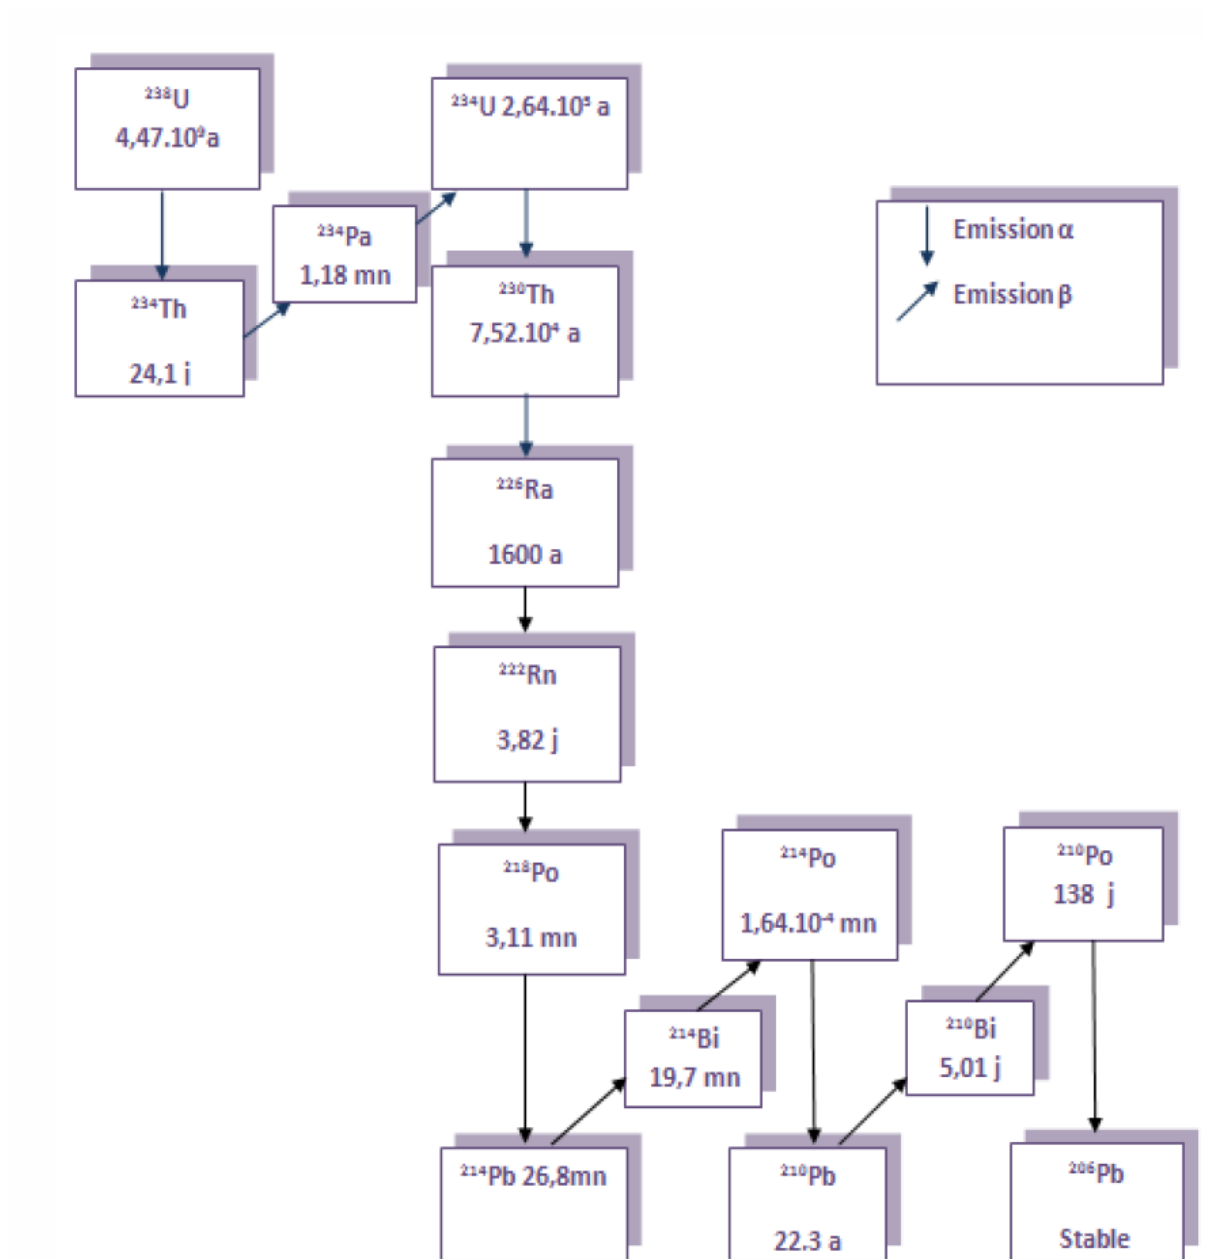 ²³⁸U
4,47.10⁹a
²³⁴U 2,64.10⁵ a
²³⁴Pa
1,18 mn
Emission α
Emission β
²³⁴Th
24,1 j
²³⁰Th
7,52.10⁴ a
²²⁶Ra
1600 a
²²²Rn
3,82 j
²¹⁸Po
3,11 mn
²¹⁴Po
1,64.10⁻⁴ mn
²¹⁰Po
138 j
²¹⁴Bi
19,7 mn
²¹⁰Bi
5,01 j
²¹⁴Pb 26,8mn
²¹⁰Pb
22.3 a
²⁰⁶Pb
Stable